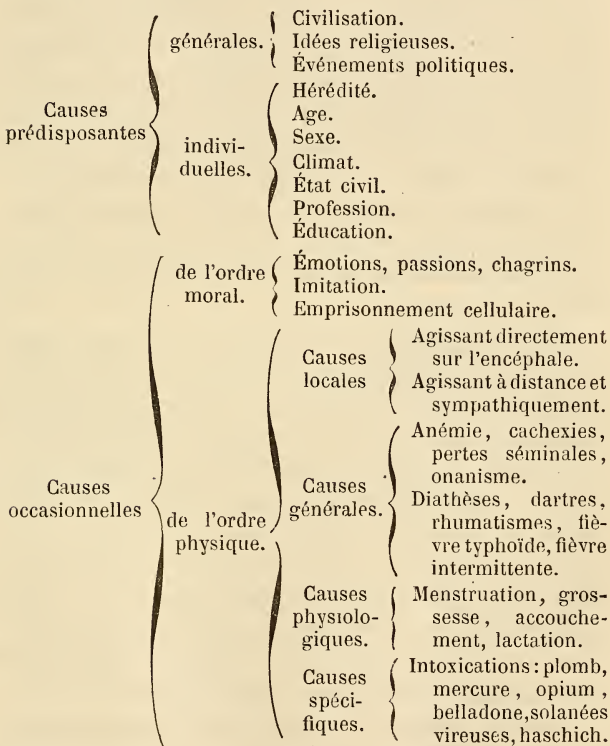 Causes
prédisposantes
générales.
Civilisation.
Idées religieuses.
Événements politiques.
indivi-
duelles.
Hérédité.
Age.
Sexe.
Climat.
État civil.
Profession.
Éducation.
Causes
occasionnelles
de l'ordre
moral.
Émotions, passions, chagrins.
Imitation.
Emprisonnement cellulaire.
de l'ordre
physique.
Causes
locales
Agissant directement
sur l'encéphale.
Agissant à distance et
sympathiquement.
Causes
générales.
Anémie, cachexies,
pertes séminales,
onanisme.
Diathèses, dartres,
rhumatismes, fiè-
vre typhoïde, fièvre
intermittente.
Causes
physiolo-
giques.
Menstruation, gros-
sesse, accouche-
ment, lactation.
Causes
spéci-
fiques.
Intoxications : plomb,
mercure, opium,
belladone, solanées
vireuses, haschich.